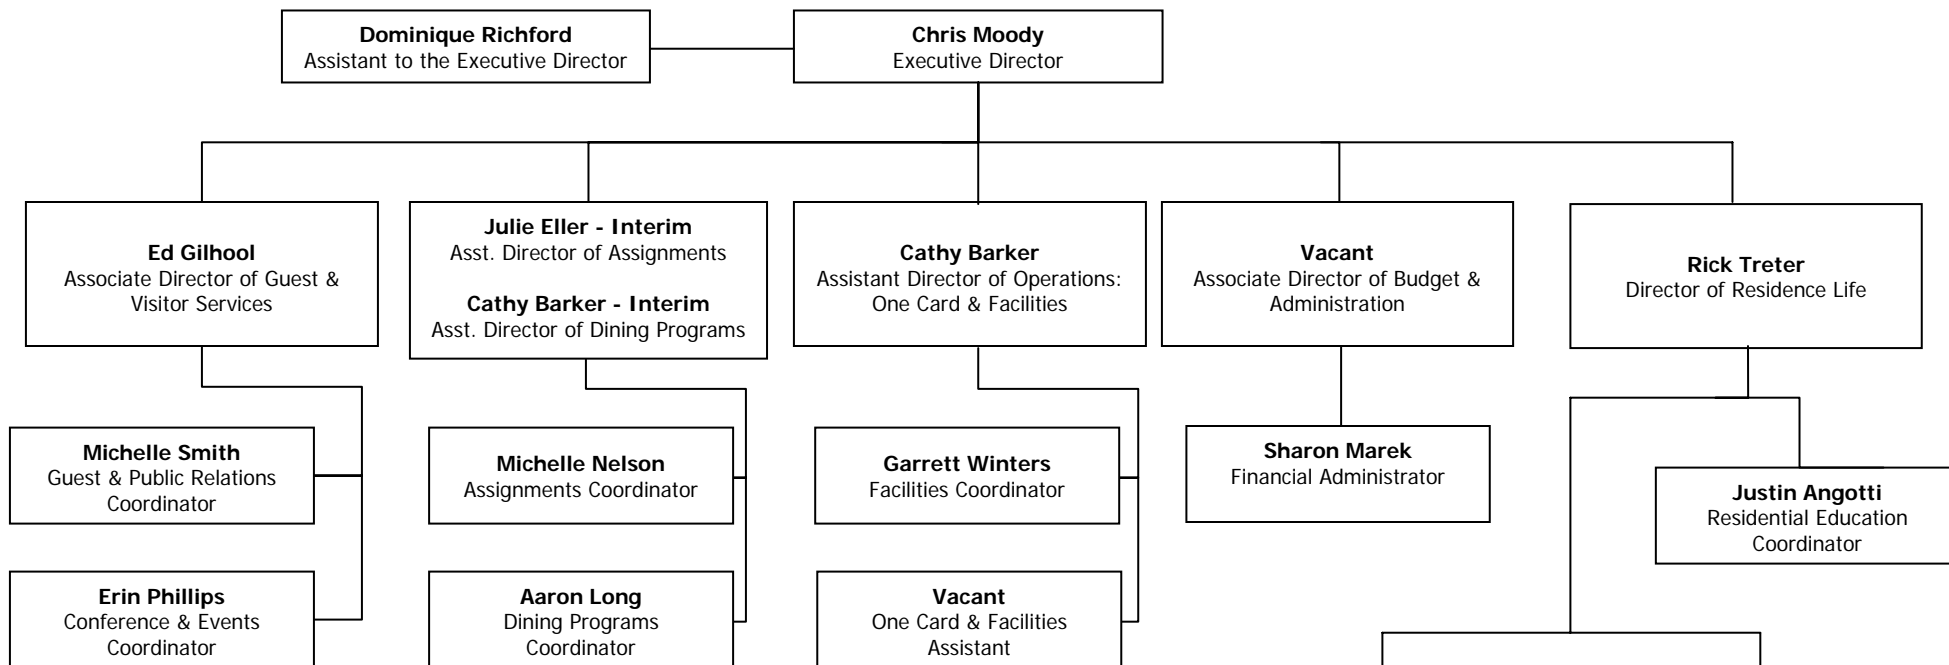 Dominique Richford
Assistant to the Executive Director
Chris Moody
Executive Director
Ed Gilhool
Associate Director of Guest &
Visitor Services
Julie Eller - Interim
Asst. Director of Assignments
Cathy Barker - Interim
Asst. Director of Dining Programs
Cathy Barker
Assistant Director of Operations:
One Card & Facilities
Vacant
Associate Director of Budget &
Administration
Rick Treter
Director of Residence Life
Michelle Smith
Guest & Public Relations
Coordinator
Michelle Nelson
Assignments Coordinator
Garrett Winters
Facilities Coordinator
Sharon Marek
Financial Administrator
Justin Angotti
Residential Education
Coordinator
Erin Phillips
Conference & Events
Coordinator
Aaron Long
Dining Programs
Coordinator
Vacant
One Card & Facilities
Assistant